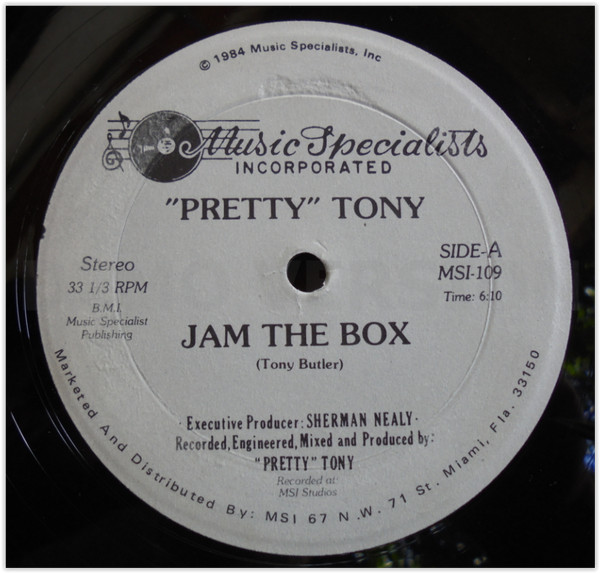 © 1984 Music Specialists, Inc
Music Specialists
INCORPORATED
"PRETTY" TONY
Stereo
33 1/3 RPM
B.M.I.
Music Specialist
Publishing
SIDE-A
MSI-109
Time: 6:10
JAM THE BOX
(Tony Butler)
· Executive Producer: SHERMAN NEALY ·
Recorded, Engineered, Mixed and Produced by:
"PRETTY" TONY
Recorded at:
MSI Studios
Marketed And Distributed By: MSI 67 N.W. 71 St. Miami, Fla. 33150